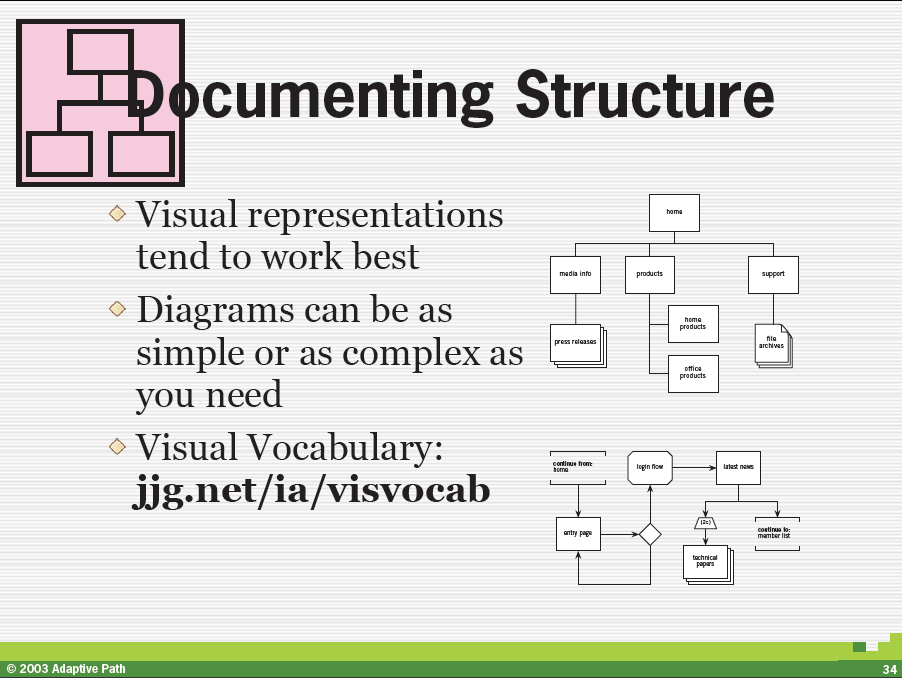 Documenting Structure
Visual representations
tend to work best
Diagrams can be as
simple or as complex as
you need
Visual Vocabulary:
jjg.net/ia/visvocab
home
media info
products
support
press releases
home
products
file
archives
office
products
continue from:
home
login flow
latest news
entry page
(2c)
continue to:
member list
technical
papers
© 2003 Adaptive Path
34